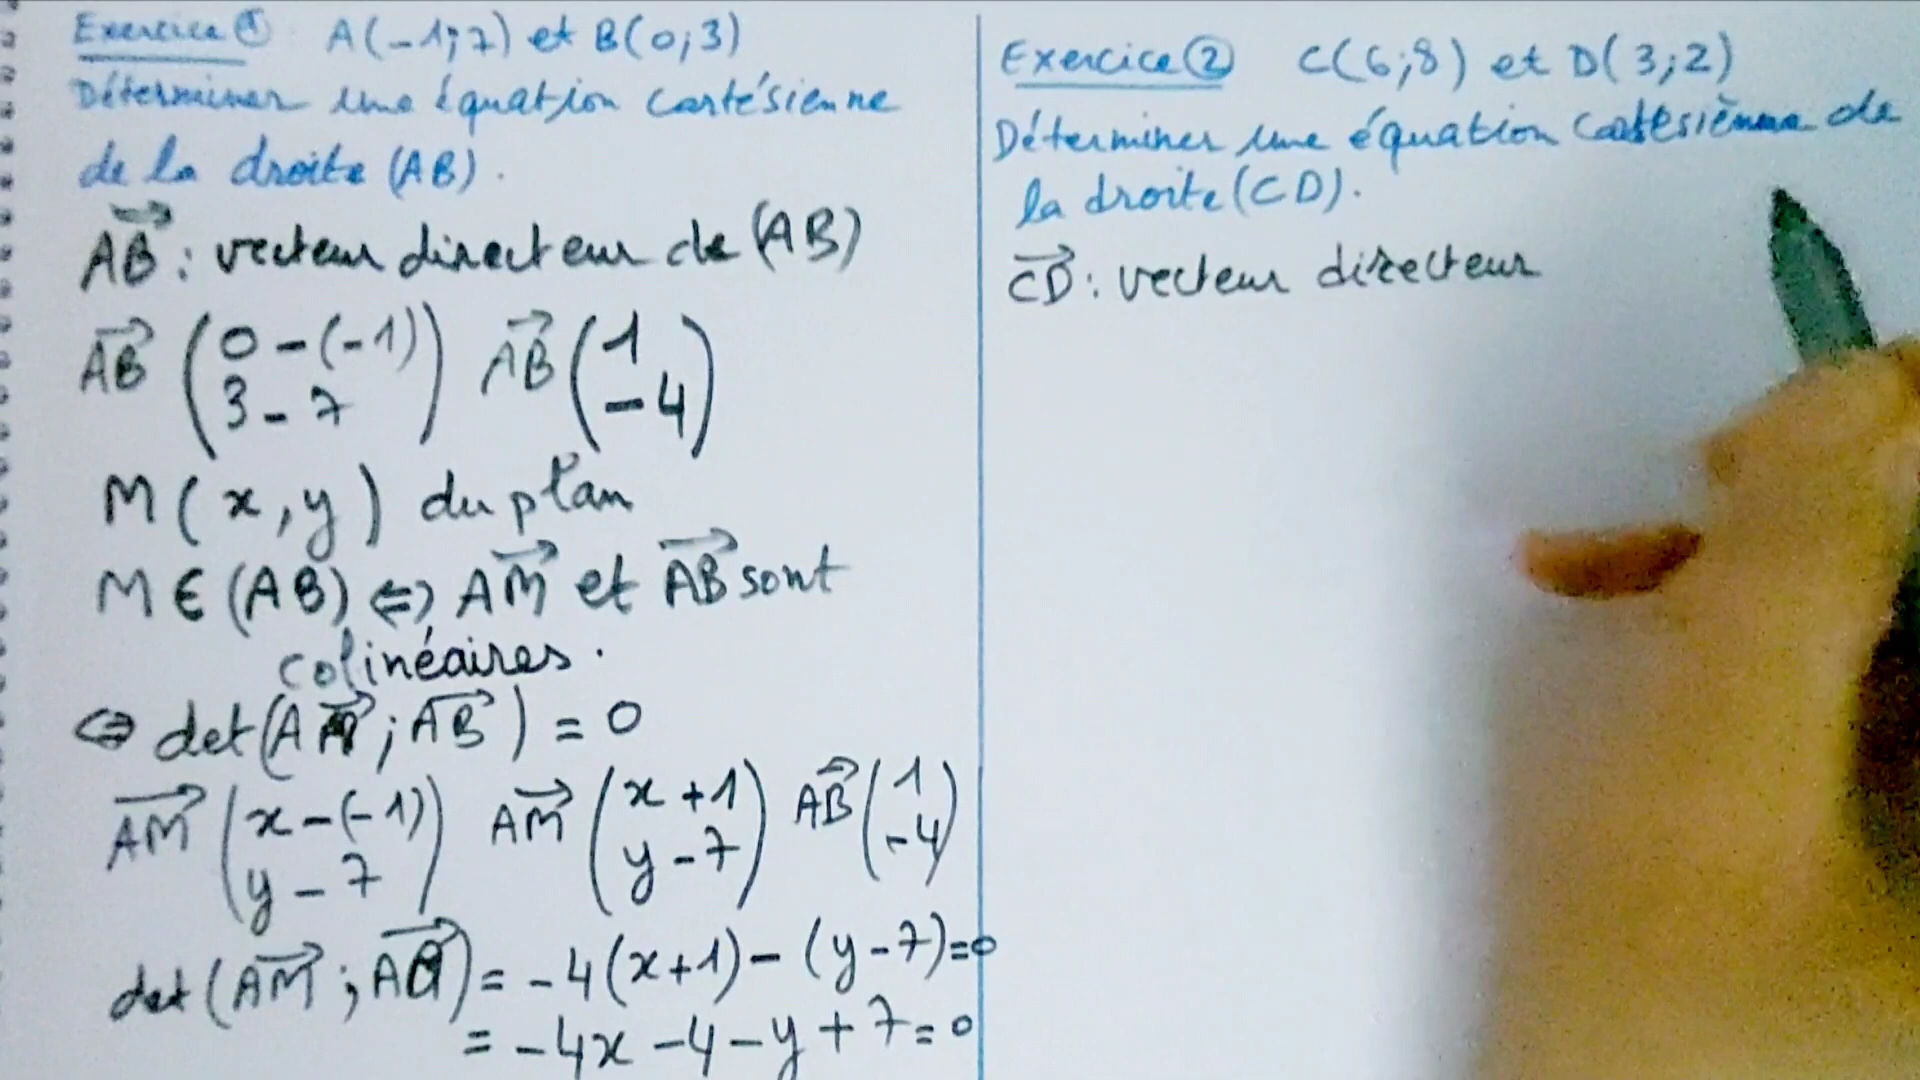 Exercice ① A(-1;7) et B(0;3)
Déterminer une équation cartésienne
de la droite (AB).
AB : vecteur directeur de (AB)
AB (0-(-1) 3-7) AB (1 -4)
M(x,y) du plan
M∈(AB) ⇔ AM et AB sont
colinéaires.
⇔ det(AM;AB) = 0
AM (x-(-1) y-7) AM (x+1 y-7) AB (1 -4)
det(AM;AB) = -4(x+1)-(y-7)=0
= -4x-4-y+7=0
Exercice ② C(6;8) et D(3;2)
Déterminer une équation cartésienne de
la droite (CD).
CD : vecteur directeur